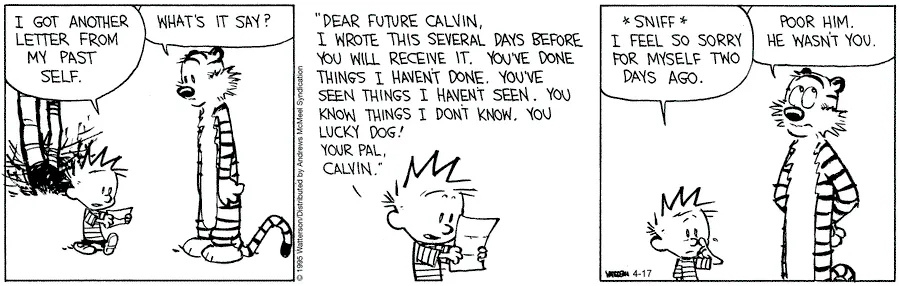 I GOT ANOTHER
LETTER FROM
MY PAST
SELF.
WHAT'S IT SAY?
© 1995 Watterson/Distributed by Andrews McMeel Syndication
"DEAR FUTURE CALVIN,
I WROTE THIS SEVERAL DAYS BEFORE
YOU WILL RECEIVE IT. YOU'VE DONE
THINGS I HAVEN'T DONE. YOU'VE
SEEN THINGS I HAVEN'T SEEN. YOU
KNOW THINGS I DON'T KNOW. YOU
LUCKY DOG!
YOUR PAL,
CALVIN."
*SNIFF*
I FEEL SO SORRY
FOR MYSELF TWO
DAYS AGO.
POOR HIM.
HE WASN'T YOU.
4-17